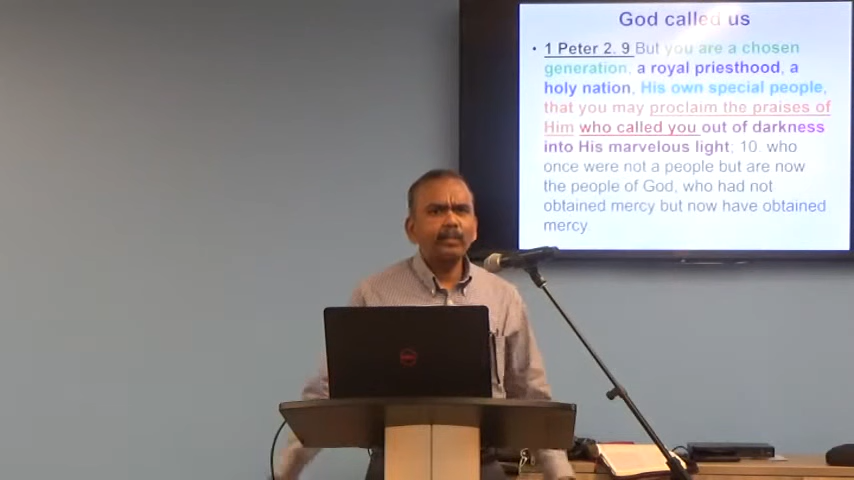 God called us
• 1 Peter 2. 9 But you are a chosen
generation, a royal priesthood, a
holy nation, His own special people,
that you may proclaim the praises of
Him who called you out of darkness
into His marvelous light; 10. who
once were not a people but are now
the people of God, who had not
obtained mercy but now have obtained
mercy
DELL